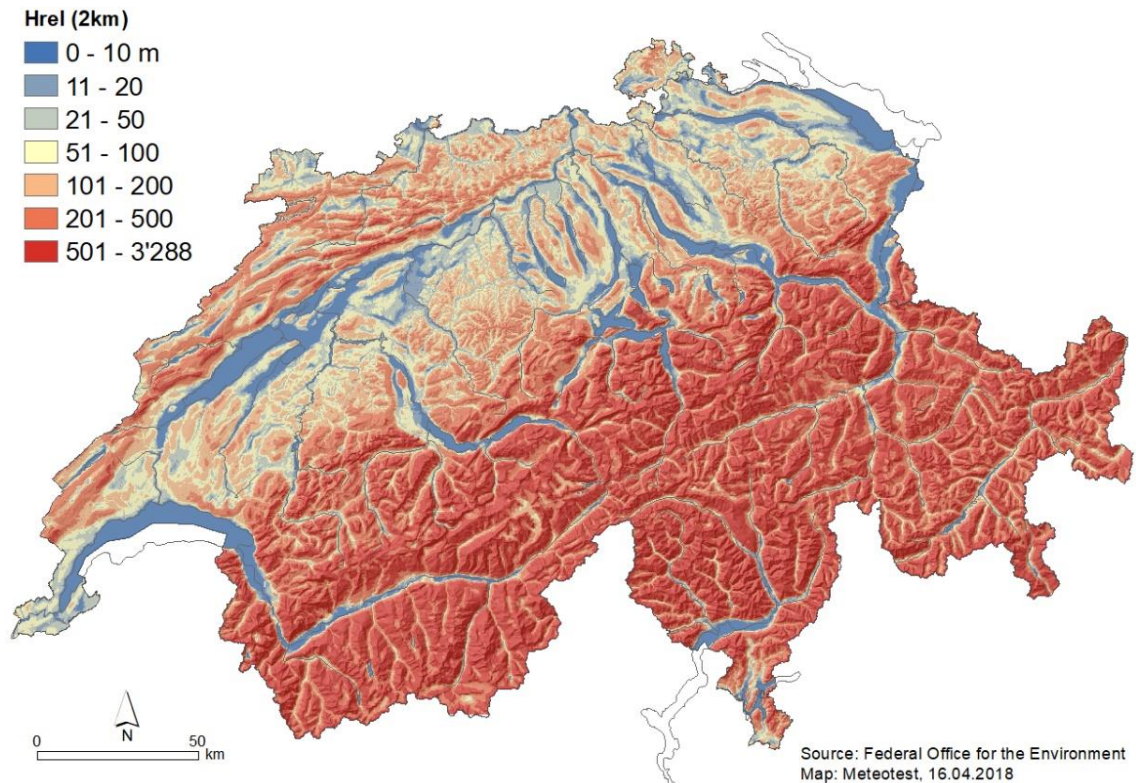 Hrel (2km)
0 - 10 m
11 - 20
21 - 50
51 - 100
101 - 200
201 - 500
501 - 3'288
N
0 50
km
Source: Federal Office for the Environment
Map: Meteotest, 16.04.2018